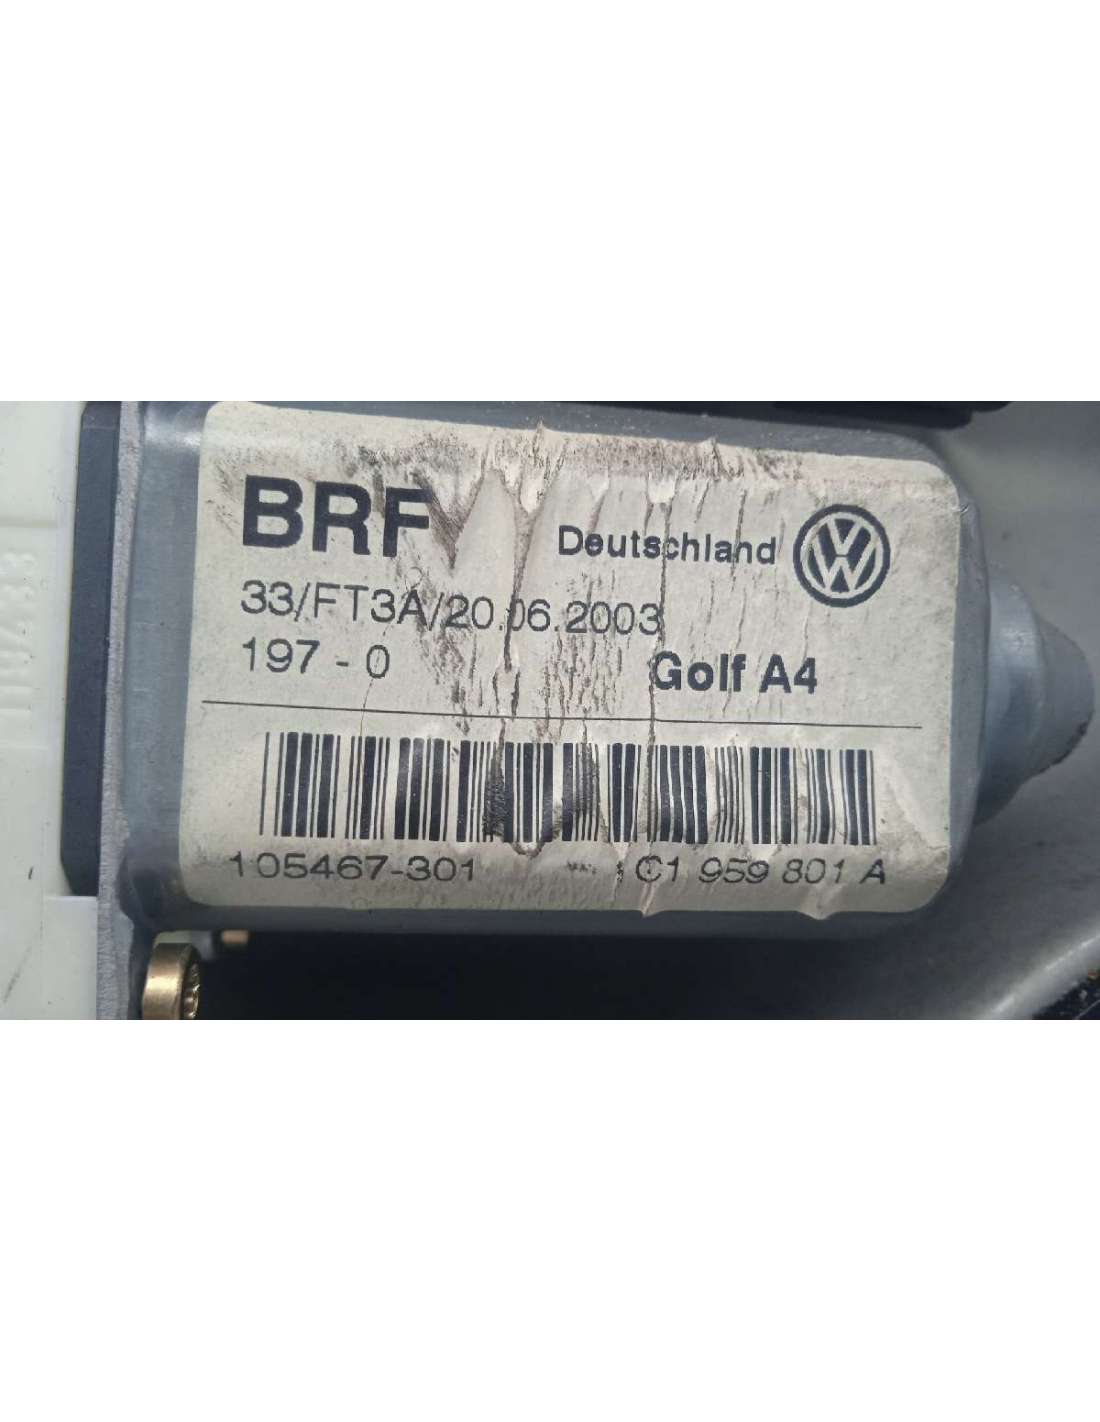 BRF
Deutschland
33/FT3A/20.06.2003
197 - 0
Golf A4
105467-301
C1 959 801 A